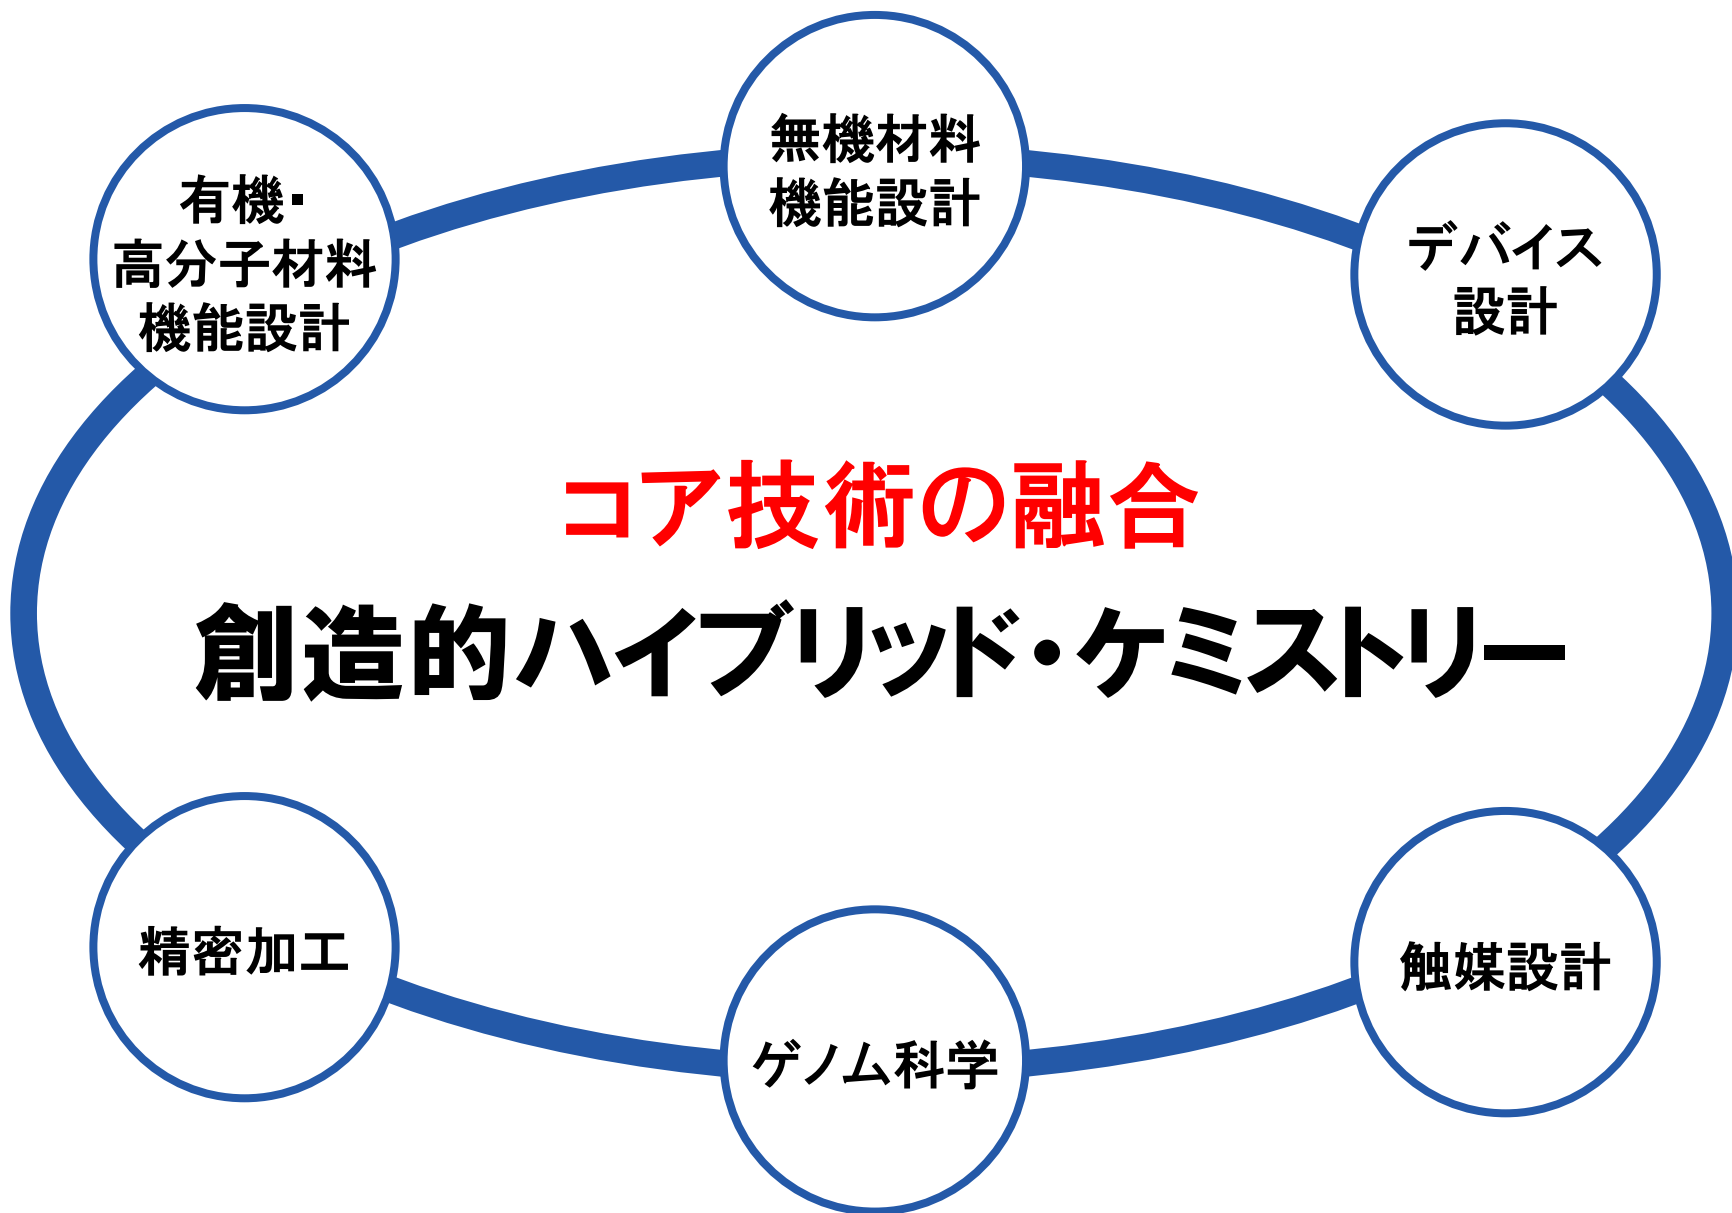 無機材料
機能設計
有機・
高分子材料
機能設計
デバイス
設計
コア技術の融合
創造的ハイブリッド・ケミストリー
精密加工
触媒設計
ゲノム科学